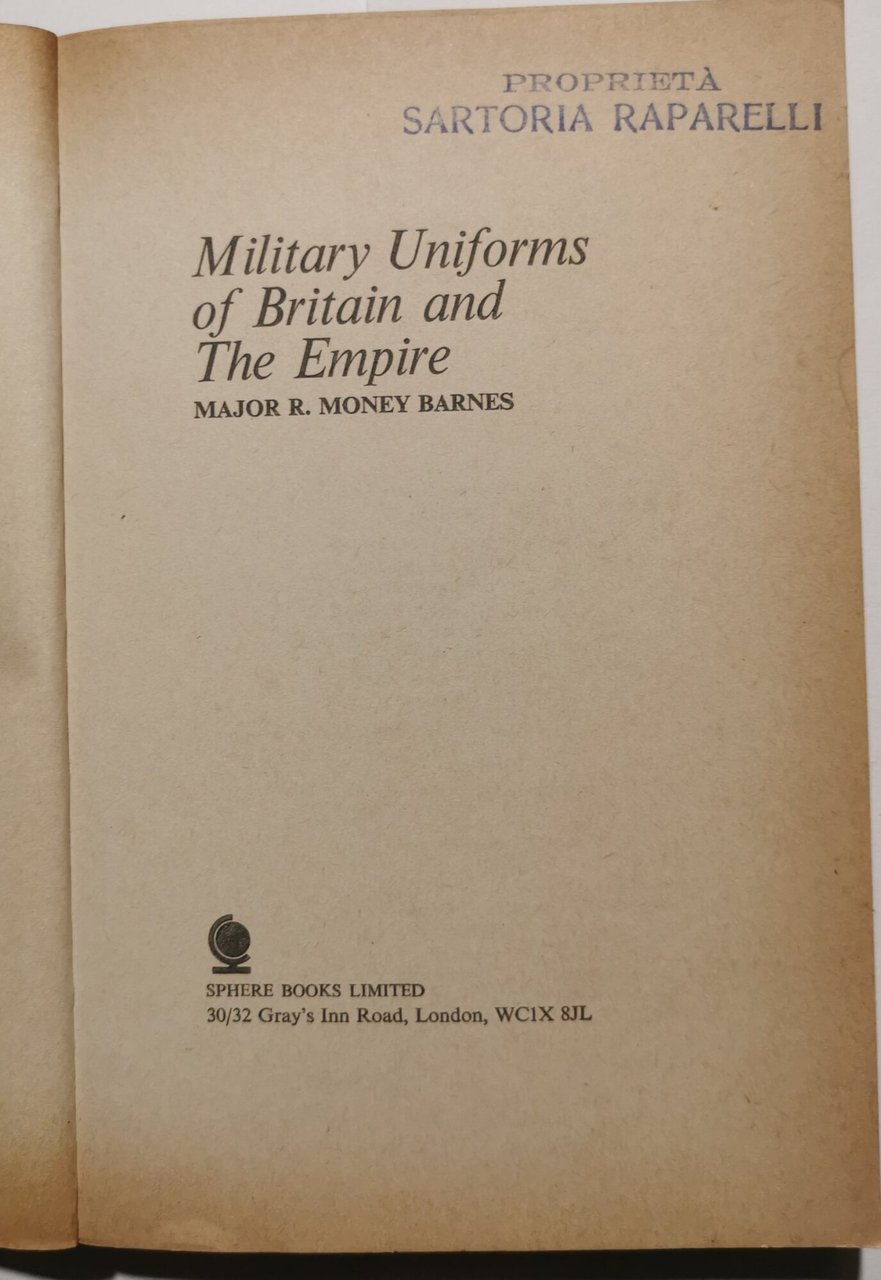 PROPRIETÀ
SARTORIA RAPARELLI
Military Uniforms
of Britain and
The Empire
MAJOR R. MONEY BARNES
SPHERE BOOKS LIMITED
30/32 Gray's Inn Road, London, WC1X 8JL